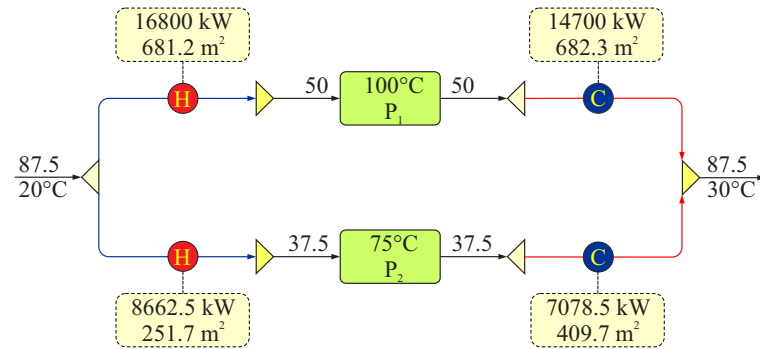 16800 kW
681.2 m²
14700 kW
682.3 m²
H
50
100°C
P₁
50
C
87.5
20°C
87.5
30°C
H
37.5
75°C
P₂
37.5
C
8662.5 kW
251.7 m²
7078.5 kW
409.7 m²